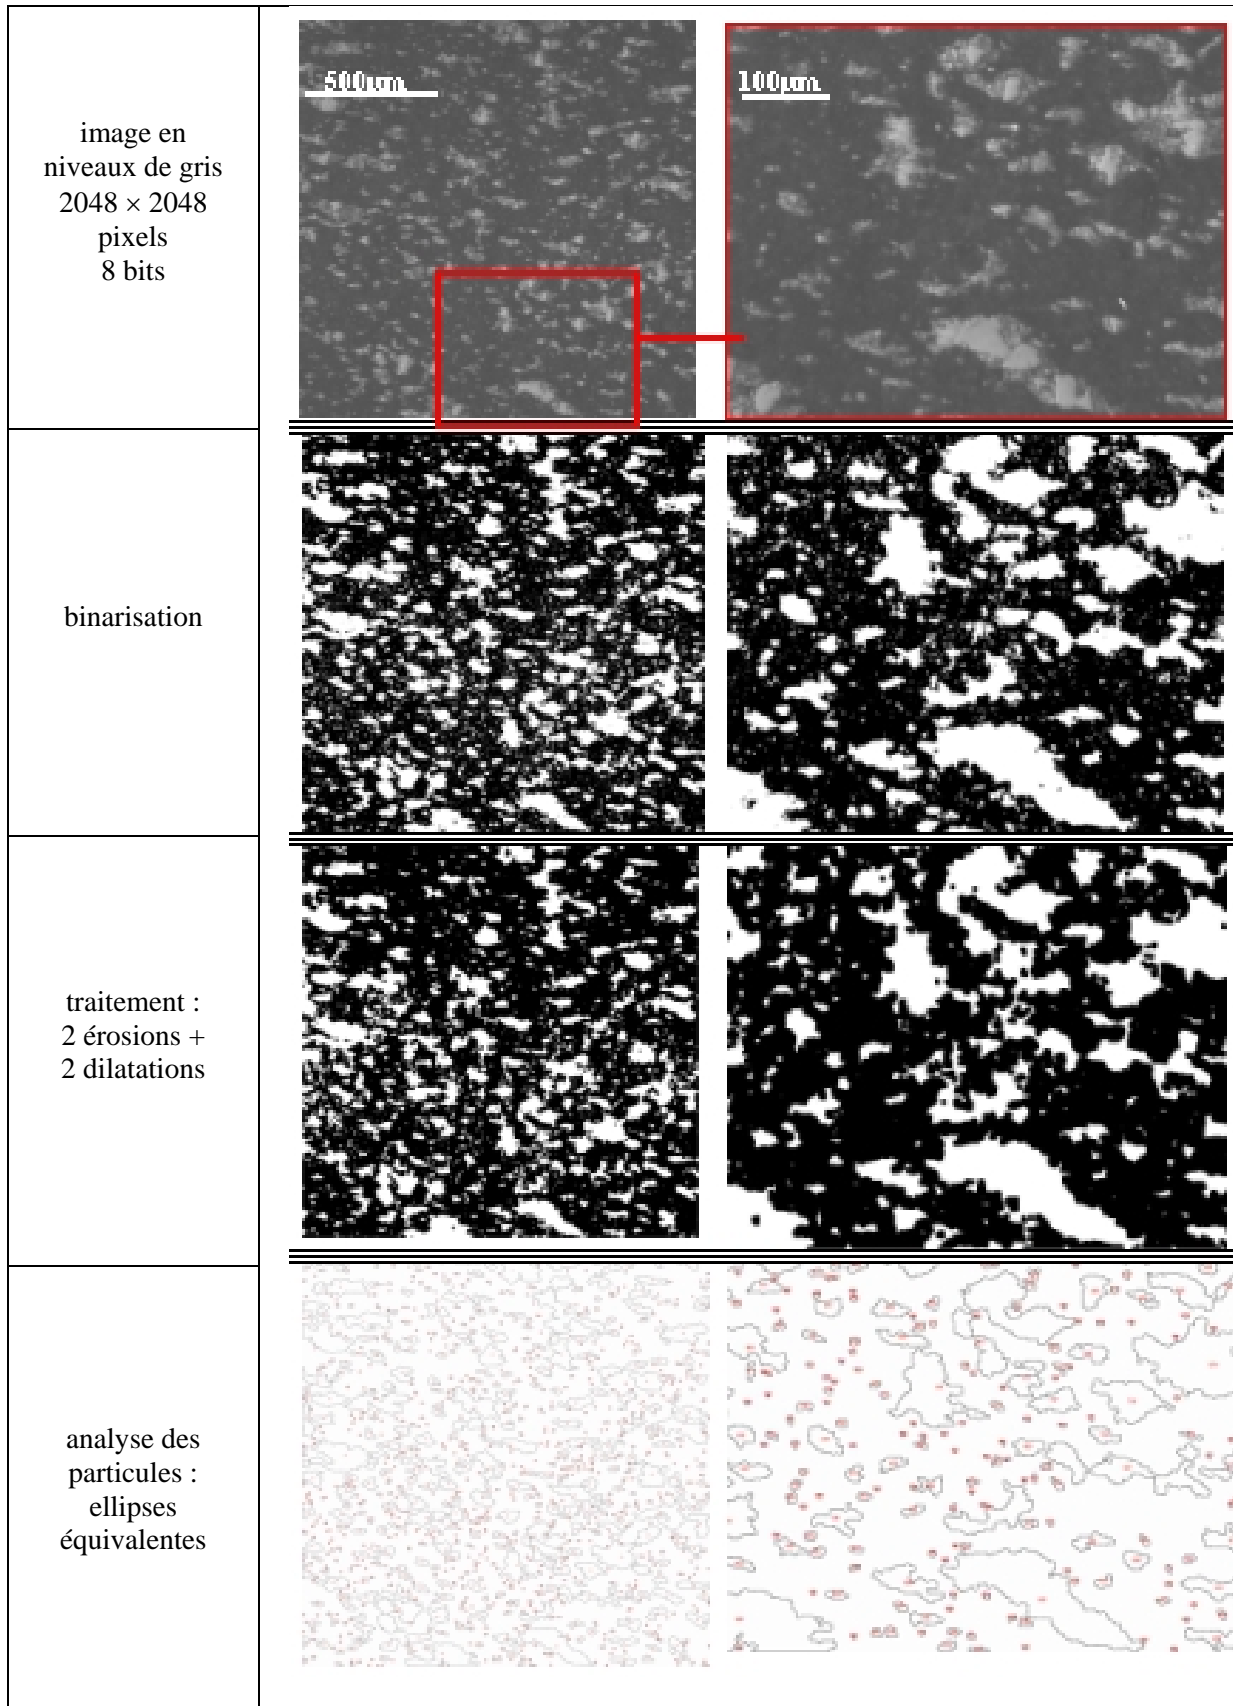 image en
niveaux de gris
2048 × 2048
pixels
8 bits
500µm
100µm
binarisation
traitement :
2 érosions +
2 dilatations
analyse des
particules :
ellipses
équivalentes